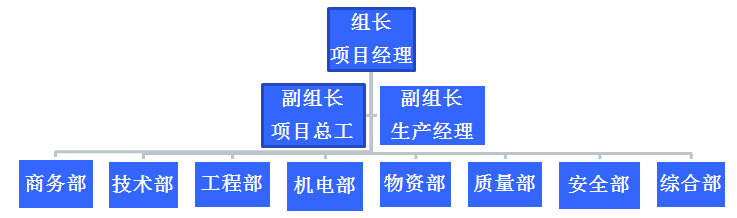 组长
项目经理
副组长
项目总工
副组长
生产经理
商务部
技术部
工程部
机电部
物资部
质量部
安全部
综合部